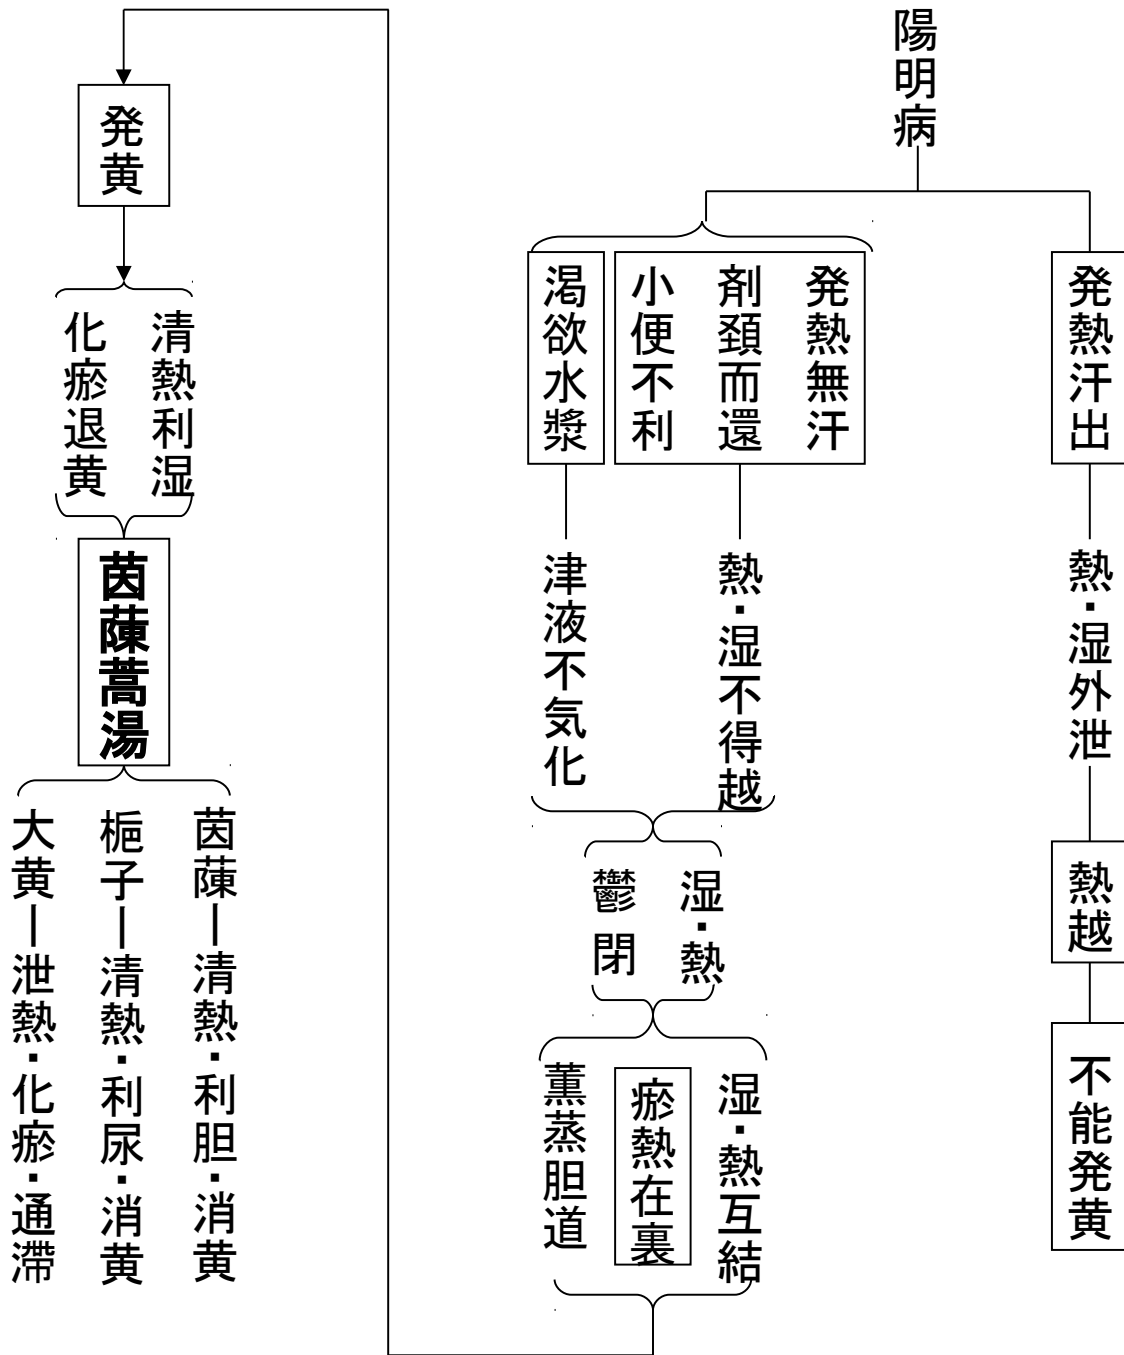 陽明病
発熱汗出
熱・湿外泄
熱越
不能発黄
発熱無汗
剤頚而還
小便不利
渇欲水漿
熱・湿不得越
津液不気化
湿・熱
鬱閉
湿・熱互結
瘀熱在裏
薫蒸胆道
発黄
清熱利湿
化瘀退黄
茵蔯蒿湯
茵蔯―清熱・利胆・消黄
梔子―清熱・利尿・消黄
大黄―泄熱・化瘀・通滞